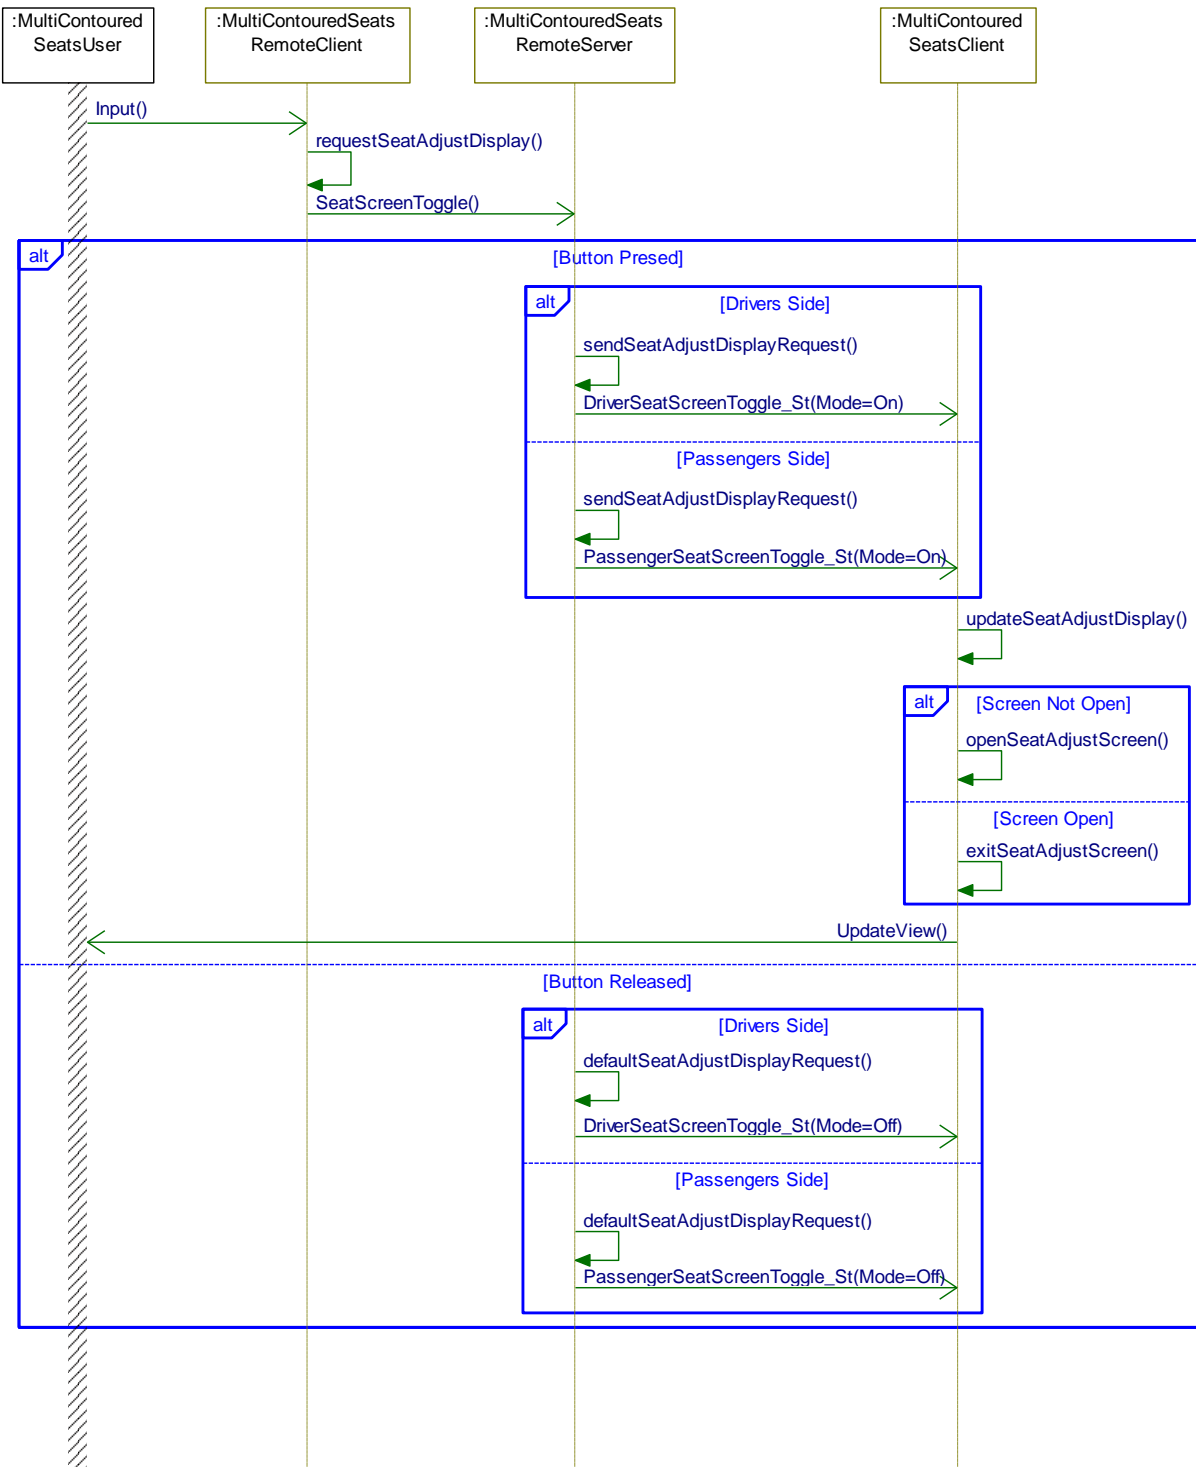 :MultiContoured
SeatsUser
:MultiContouredSeats
RemoteClient
:MultiContouredSeats
RemoteServer
:MultiContoured
SeatsClient
Input()
requestSeatAdjustDisplay()
SeatScreenToggle()
alt
[Button Presed]
alt
[Drivers Side]
sendSeatAdjustDisplayRequest()
DriverSeatScreenToggle_St(Mode=On)
[Passengers Side]
sendSeatAdjustDisplayRequest()
PassengerSeatScreenToggle_St(Mode=On)
updateSeatAdjustDisplay()
alt
[Screen Not Open]
openSeatAdjustScreen()
[Screen Open]
exitSeatAdjustScreen()
UpdateView()
[Button Released]
alt
[Drivers Side]
defaultSeatAdjustDisplayRequest()
DriverSeatScreenToggle_St(Mode=Off)
[Passengers Side]
defaultSeatAdjustDisplayRequest()
PassengerSeatScreenToggle_St(Mode=Off)